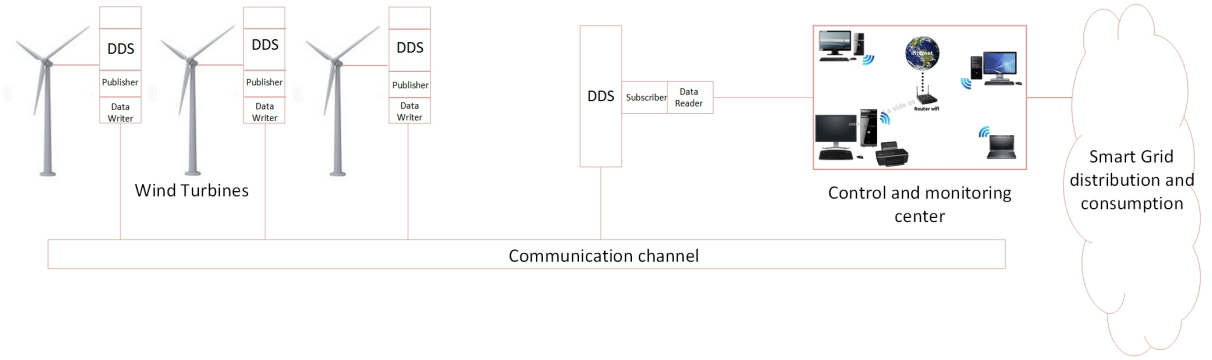 DDS
Publisher
Data
Writer
DDS
Publisher
Data
Writer
DDS
Publisher
Data
Writer
Wind Turbines
DDS
Subscriber
Data
Reader
Internet
Router wifi
Control and monitoring
center
Smart Grid
distribution and
consumption
Communication channel